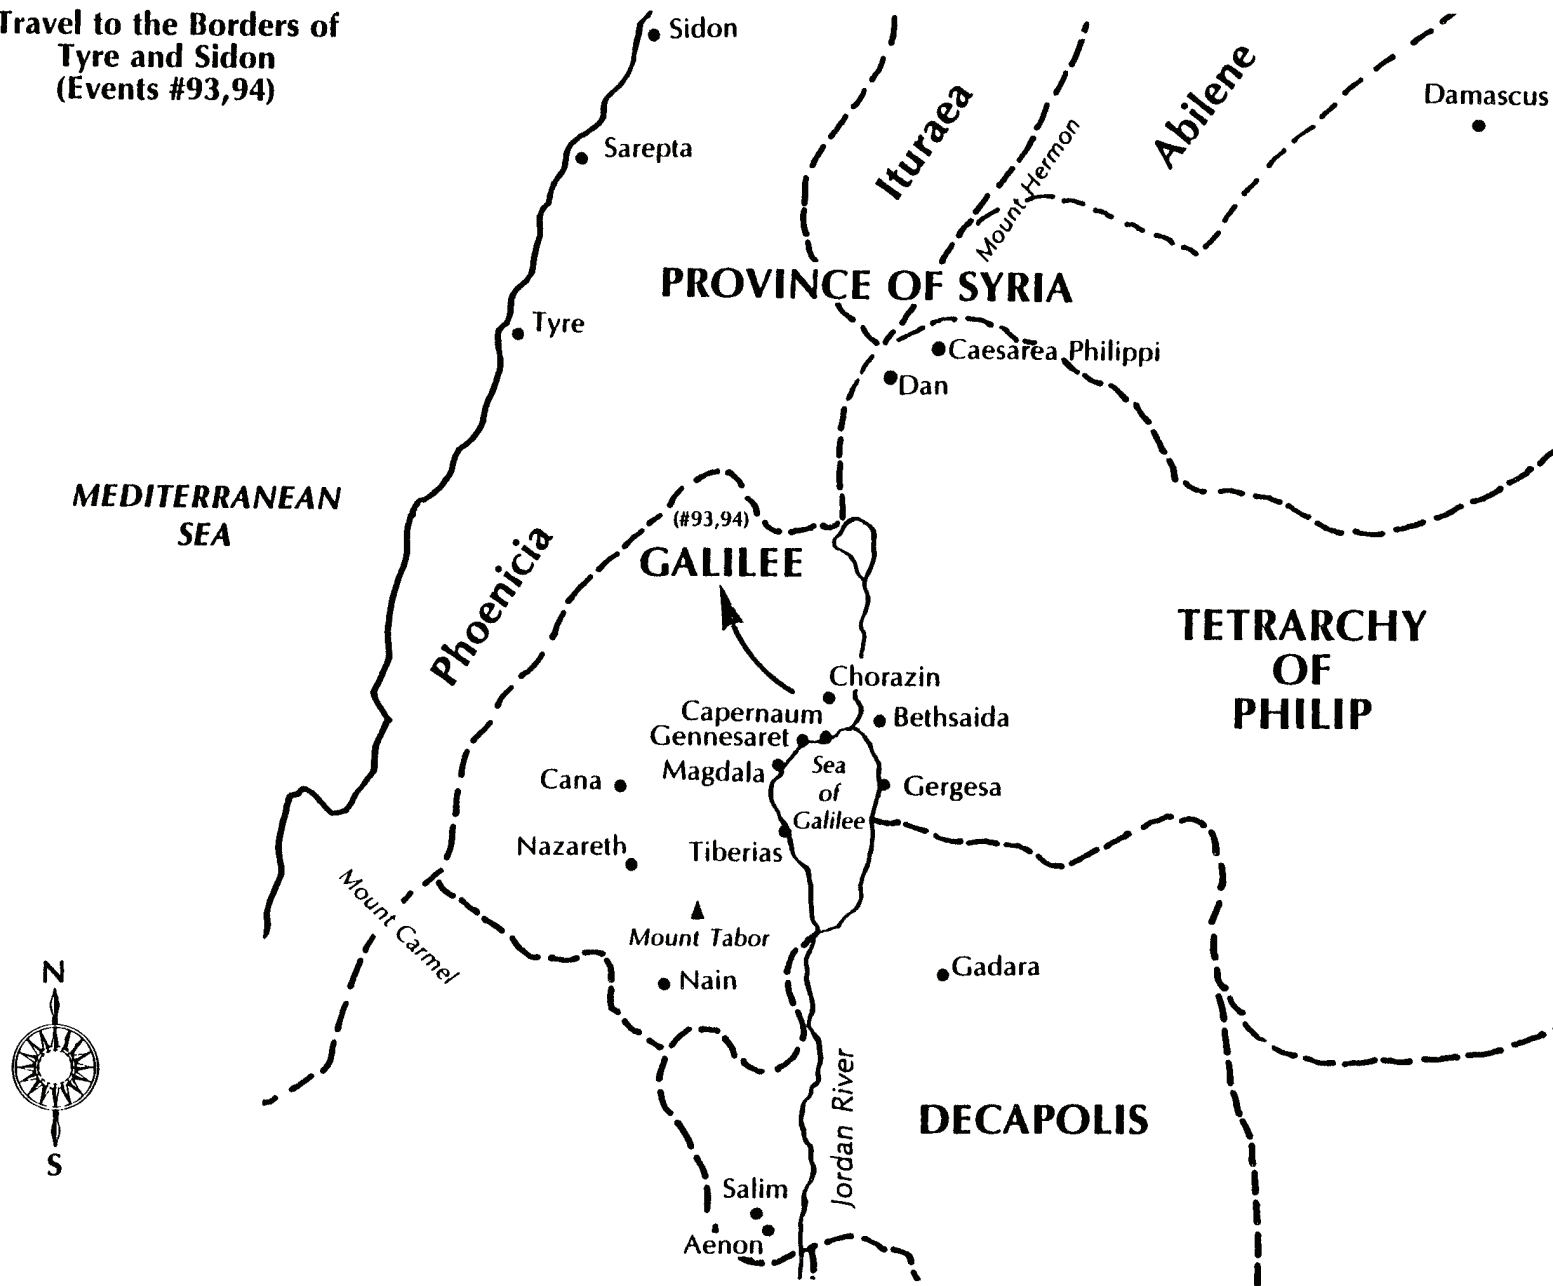 Travel to the Borders of
Tyre and Sidon
(Events #93,94)
Sidon
Ituraea
Abilene
Damascus
Sarepta
Mount Hermon
PROVINCE OF SYRIA
Tyre
Caesarea Philippi
Dan
MEDITERRANEAN
SEA
Phoenicia
(#93,94)
GALILEE
TETRARCHY
OF
PHILIP
Chorazin
Capernaum
Bethsaida
Gennesaret
Magdala
Sea
of
Galilee
Cana
Gergesa
Nazareth
Tiberias
Mount Carmel
Mount Tabor
Nain
Gadara
N
S
Jordan River
DECAPOLIS
Salim
Aenon